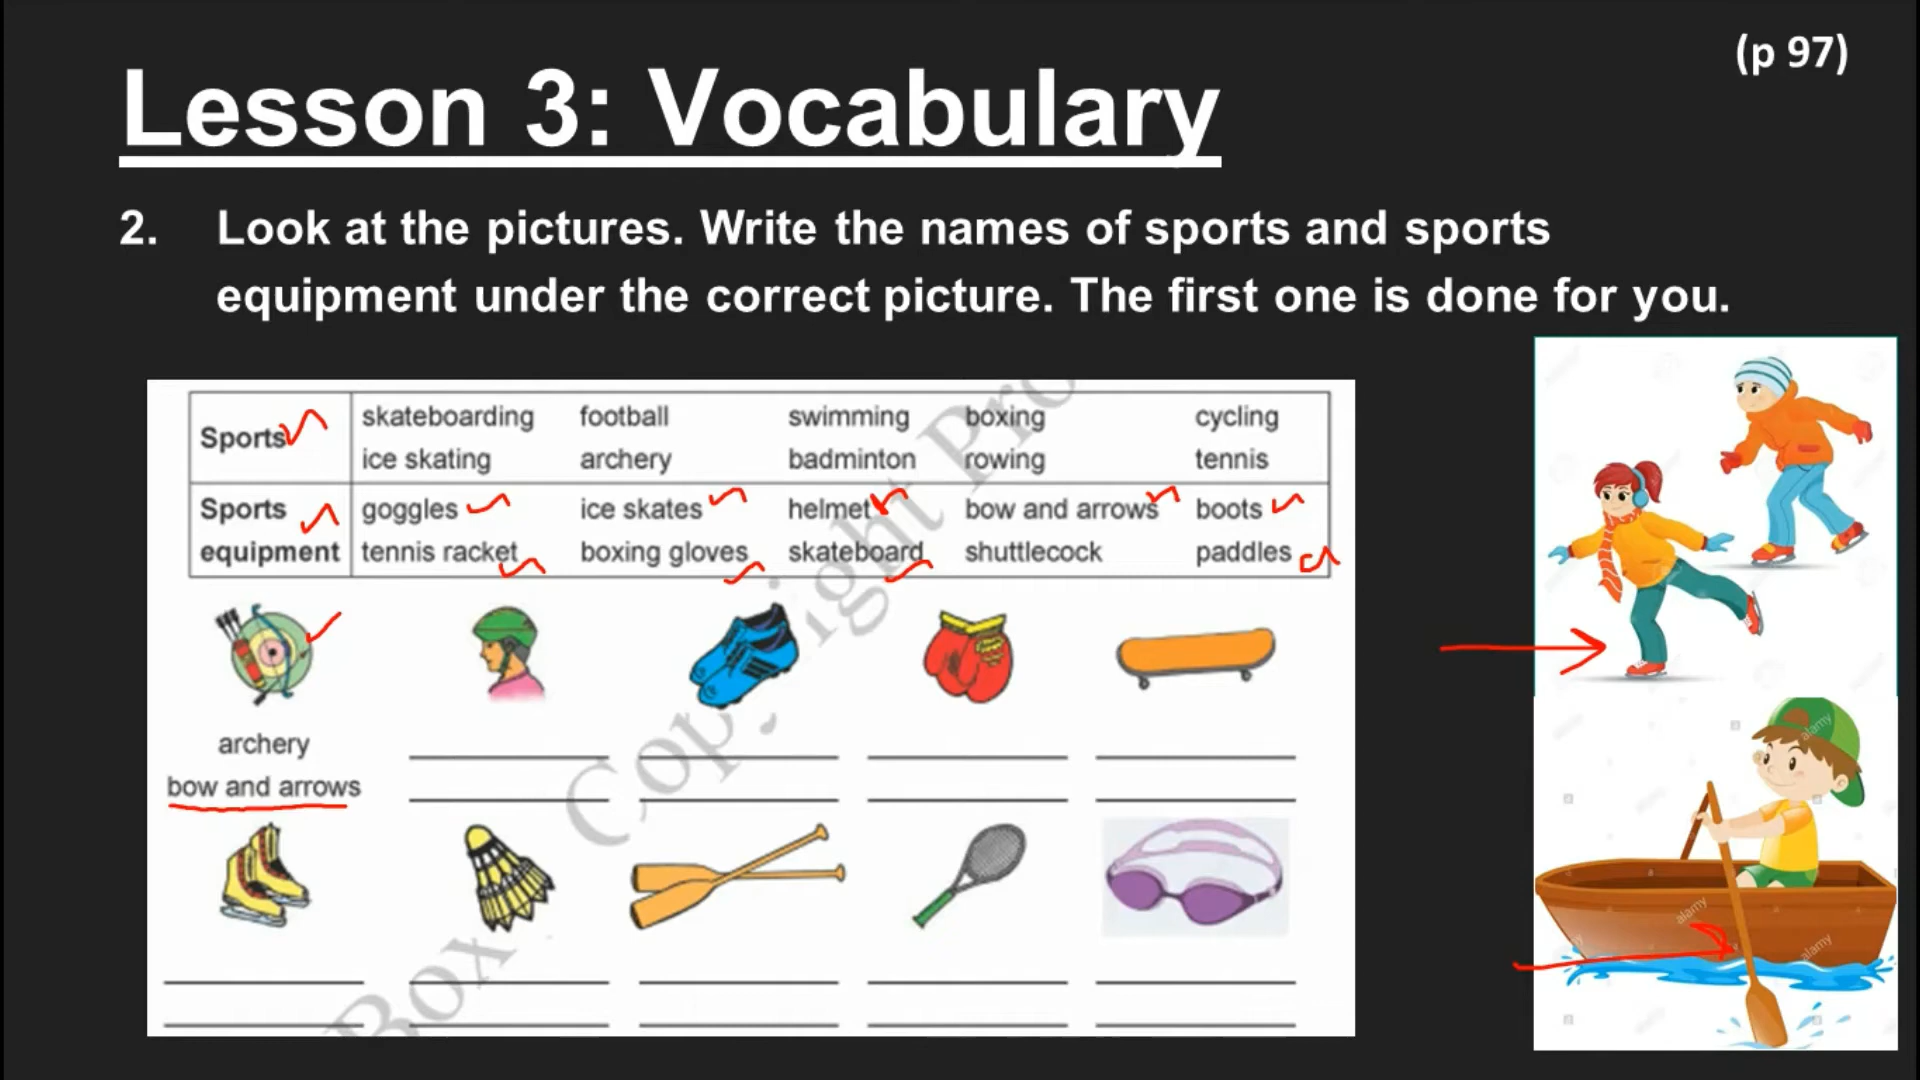 (p 97)
Lesson 3: Vocabulary
2. Look at the pictures. Write the names of sports and sports
equipment under the correct picture. The first one is done for you.
Sports
skateboarding football swimming boxing cycling
ice skating archery badminton rowing tennis
Sports equipment
goggles ice skates helmet bow and arrows boots
tennis racket boxing gloves skateboard shuttlecock paddles
archery
bow and arrows
alamy
alamy
alamy